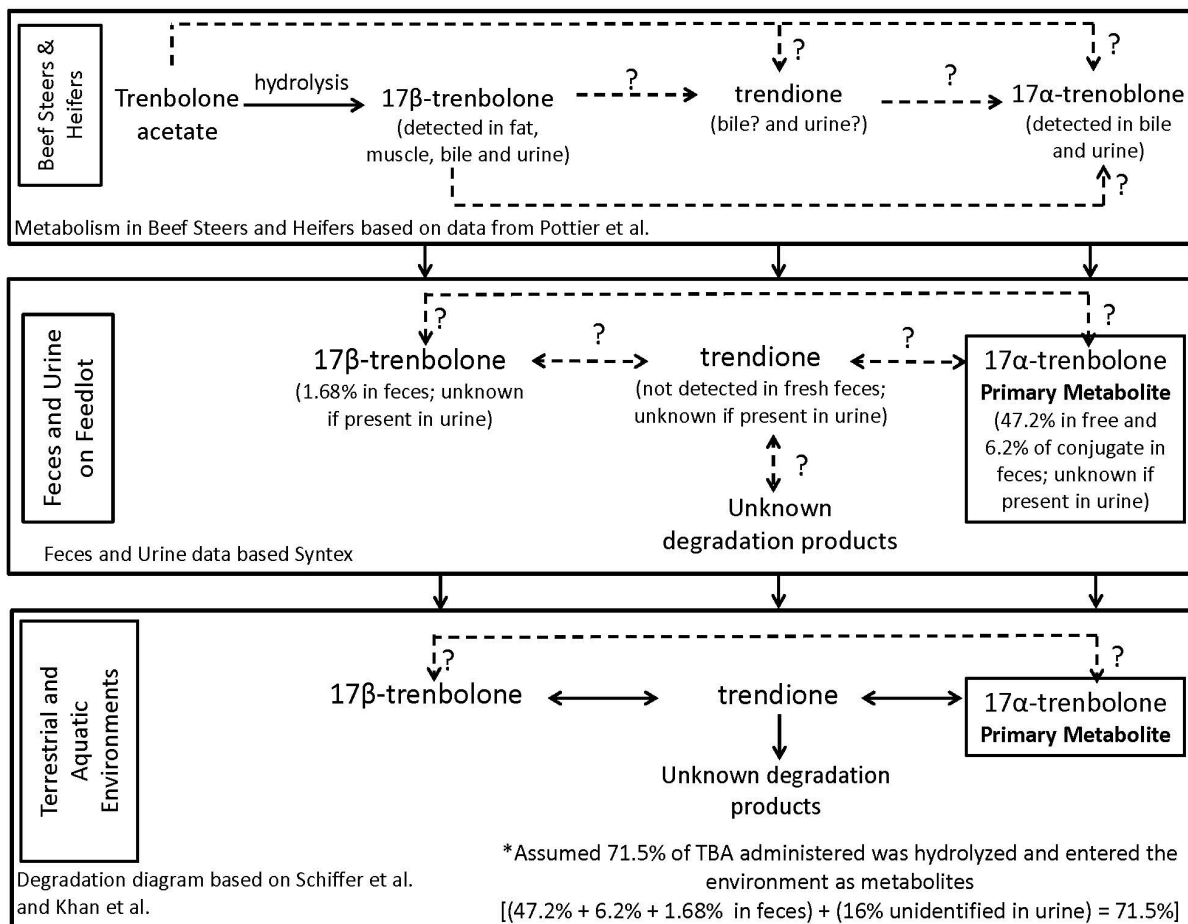 Beef Steers &
Heifers
hydrolysis
Trenbolone
acetate
17β-trenbolone
(detected in fat,
muscle, bile and urine)
?
?
trendione
(bile? and urine?)
?
?
17α-trenoblone
(detected in bile
and urine)
?
Metabolism in Beef Steers and Heifers based on data from Pottier et al.
Feces and Urine
on Feedlot
?
17β-trenbolone
(1.68% in feces; unknown
if present in urine)
?
trendione
(not detected in fresh feces;
unknown if present in urine)
?
Unknown
degradation products
?
?
17α-trenbolone
Primary Metabolite
(47.2% in free and
6.2% of conjugate in
feces; unknown if
present in urine)
Feces and Urine data based Syntex
Terrestrial and
Aquatic
Environments
?
17β-trenbolone
trendione
Unknown degradation
products
?
17α-trenbolone
Primary Metabolite
Degradation diagram based on Schiffer et al.
and Khan et al.
*Assumed 71.5% of TBA administered was hydrolyzed and entered the
environment as metabolites
[(47.2% + 6.2% + 1.68% in feces) + (16% unidentified in urine) = 71.5%]